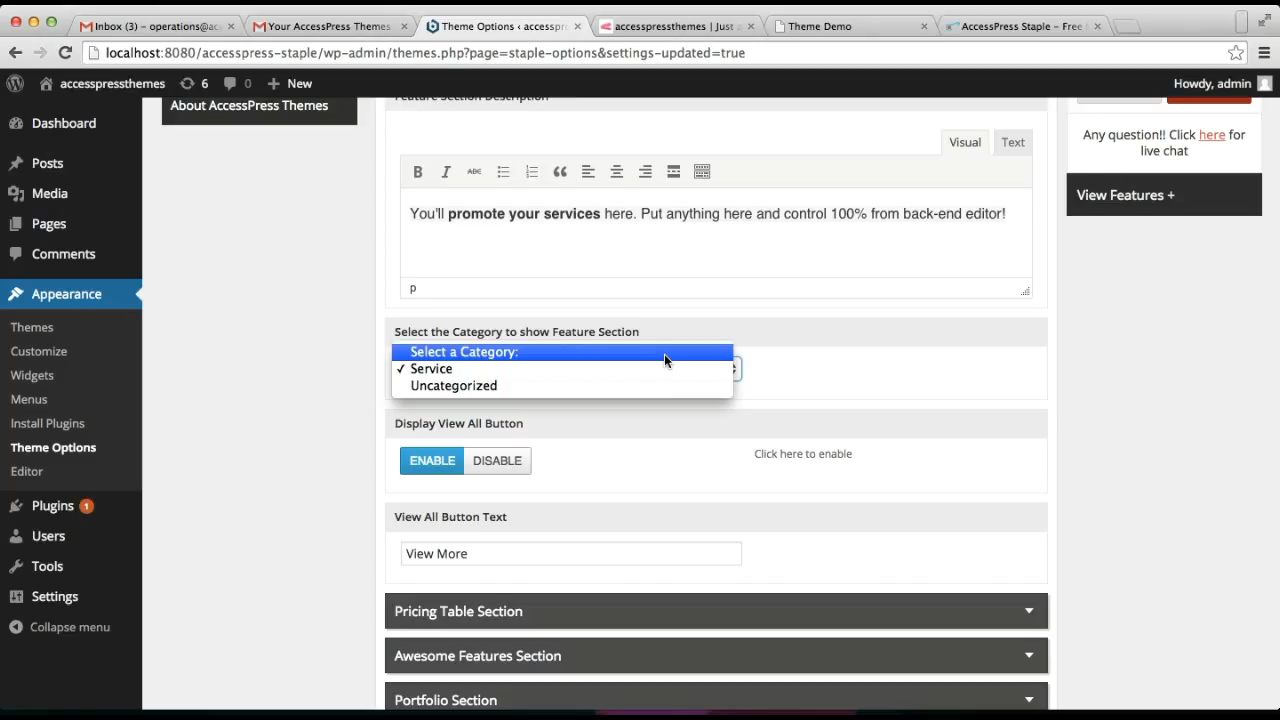 Inbox (3) – operations@ac
Your AccessPress Themes
Theme Options ‹ accesspr
accesspressthemes | Just a
Theme Demo
AccessPress Staple – Free
localhost:8080/accesspress-staple/wp-admin/themes.php?page=staple-options&settings-updated=true
accesspressthemes 6 New Howdy, admin
Dashboard
Posts
Media
Pages
Comments
Appearance
Themes
Customize
Widgets
Menus
Install Plugins
Theme Options
Editor
Plugins 1
Users
Tools
Settings
Collapse menu
About AccessPress Themes
Feature Section Description
Visual Text
B I ABC
You'll promote your services here. Put anything here and control 100% from back-end editor!
p
Select the Category to show Feature Section
Select a Category:
✓ Service
Uncategorized
Display View All Button
ENABLE DISABLE
Click here to enable
View All Button Text
View More
Pricing Table Section
Awesome Features Section
Portfolio Section
Any question!! Click here for
live chat
View Features +